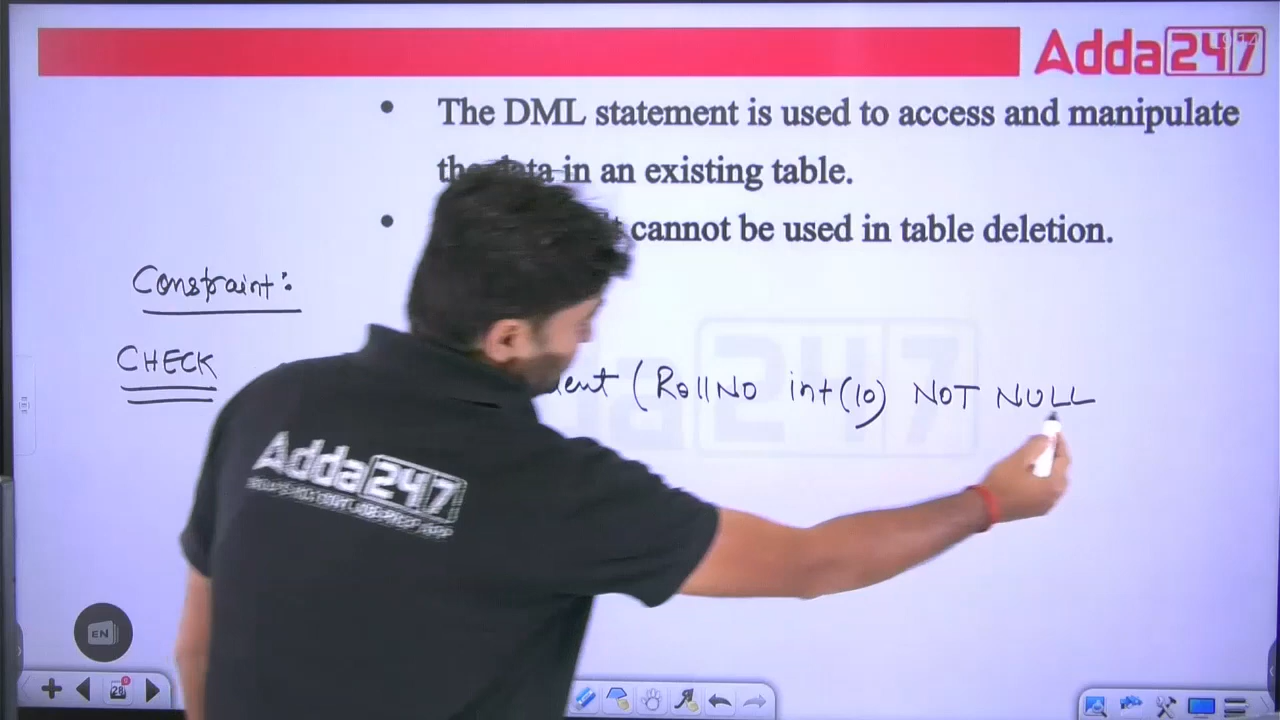 Adda247
The DML statement is used to access and manipulate
the data in an existing table.
cannot be used in table deletion.
Constraint:
CHECK
(RollNo int(10) NOT NULL
Adda247
EN
28